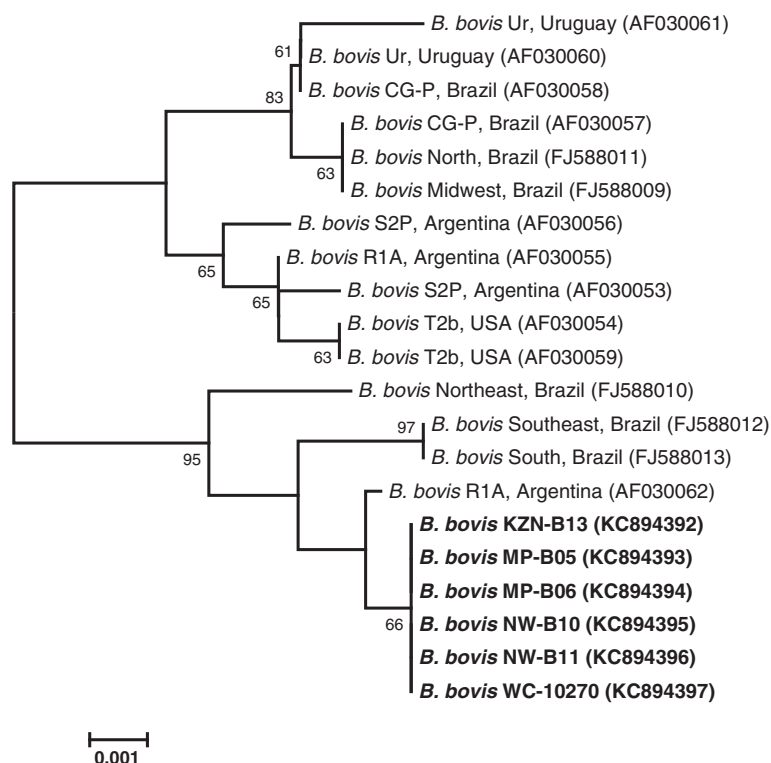 B. bovis Ur, Uruguay (AF030061)
61
B. bovis Ur, Uruguay (AF030060)
B. bovis CG-P, Brazil (AF030058)
83
B. bovis CG-P, Brazil (AF030057)
B. bovis North, Brazil (FJ588011)
63
B. bovis Midwest, Brazil (FJ588009)
B. bovis S2P, Argentina (AF030056)
65
B. bovis R1A, Argentina (AF030055)
B. bovis S2P, Argentina (AF030053)
65
B. bovis T2b, USA (AF030054)
63
B. bovis T2b, USA (AF030059)
B. bovis Northeast, Brazil (FJ588010)
97
B. bovis Southeast, Brazil (FJ588012)
95
B. bovis South, Brazil (FJ588013)
B. bovis R1A, Argentina (AF030062)
B. bovis KZN-B13 (KC894392)
B. bovis MP-B05 (KC894393)
B. bovis MP-B06 (KC894394)
66
B. bovis NW-B10 (KC894395)
B. bovis NW-B11 (KC894396)
B. bovis WC-10270 (KC894397)
0.001